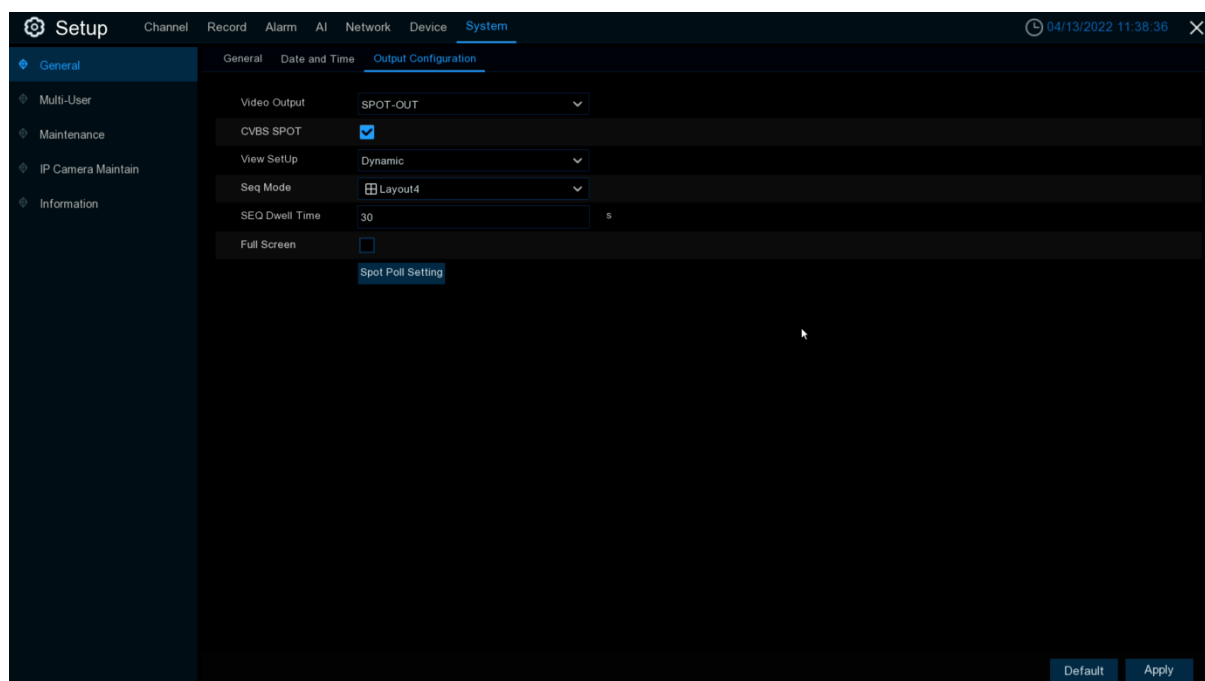 Setup Channel Record Alarm AI Network Device System 04/13/2022 11:38:36
General
Multi-User
Maintenance
IP Camera Maintain
Information
General Date and Time Output Configuration
Video Output SPOT-OUT
CVBS SPOT
View SetUp Dynamic
Seq Mode Layout4
SEQ Dwell Time 30 s
Full Screen
Spot Poll Setting
Default Apply